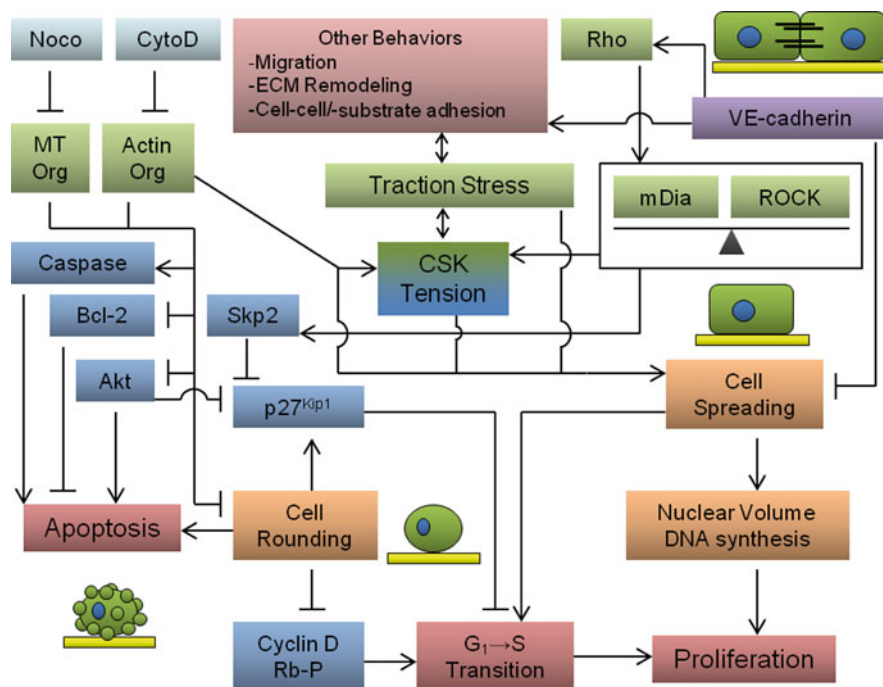 Noco
CytoD
Other Behaviors
-Migration
-ECM Remodeling
-Cell-cell/-substrate adhesion
Rho
VE-cadherin
MT
Org
Actin
Org
Traction Stress
mDia
ROCK
Caspase
CSK
Tension
Bcl-2
Skp2
Akt
p27Kip1
Cell
Spreading
Apoptosis
Cell
Rounding
Nuclear Volume
DNA synthesis
Cyclin D
Rb-P
G₁→S
Transition
Proliferation